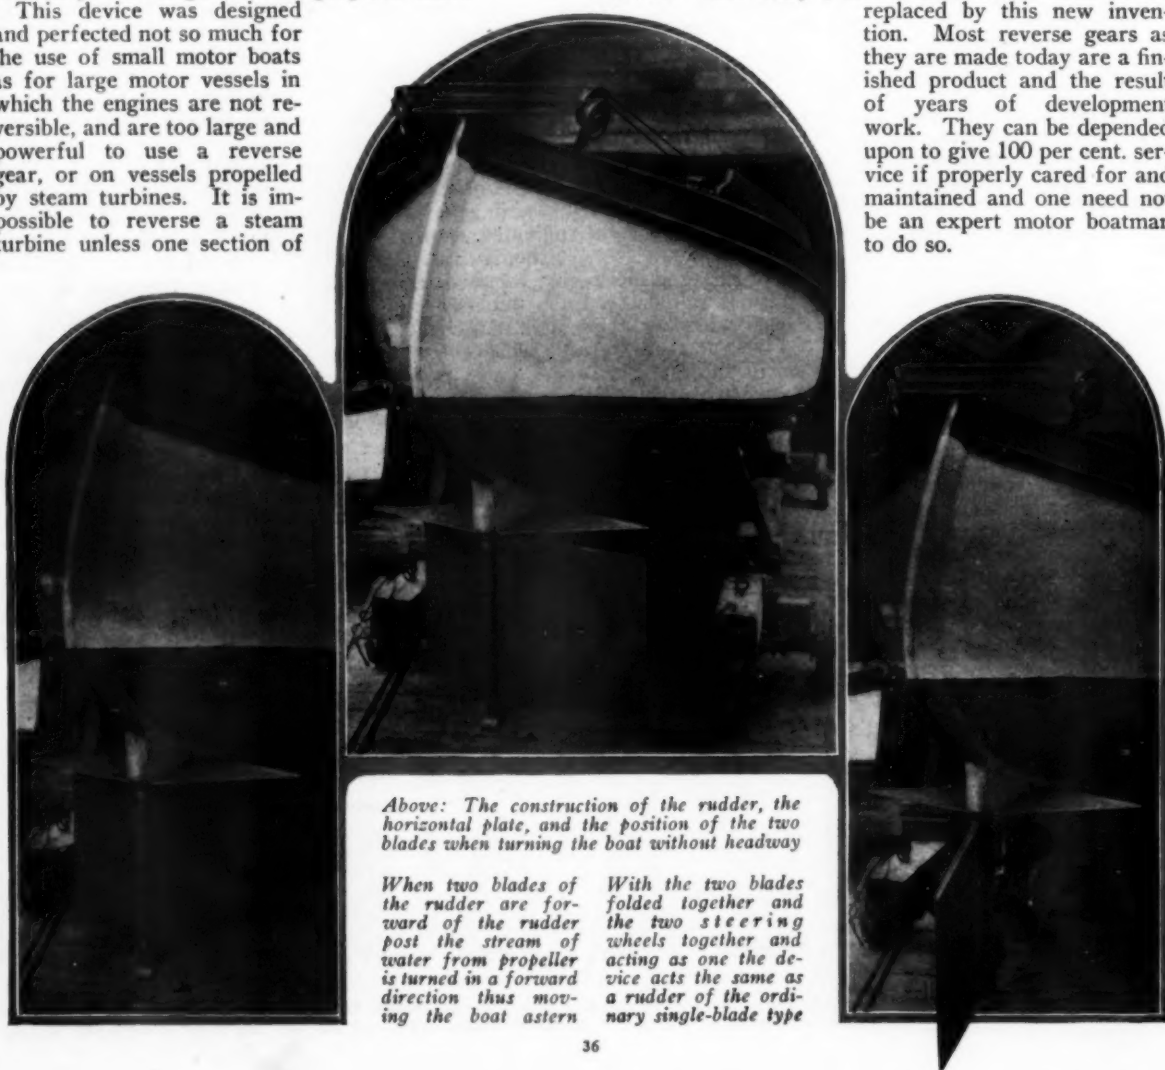 This device was designed
and perfected not so much for
the use of small motor boats
as for large motor vessels in
which the engines are not re-
versible, and are too large and
powerful to use a reverse
gear, or on vessels propelled
by steam turbines. It is im-
possible to reverse a steam
turbine unless one section of
replaced by this new inven-
tion. Most reverse gears as
they are made today are a fin-
ished product and the result
of years of development
work. They can be depended
upon to give 100 per cent. ser-
vice if properly cared for and
maintained and one need not
be an expert motor boatman
to do so.
Above: The construction of the rudder, the
horizontal plate, and the position of the two
blades when turning the boat without headway
When two blades of
the rudder are for-
ward of the rudder
post the stream of
water from propeller
is turned in a forward
direction thus mov-
ing the boat astern
With the two blades
folded together and
the two steering
wheels together and
acting as one the de-
vice acts the same as
a rudder of the ordi-
nary single-blade type
36